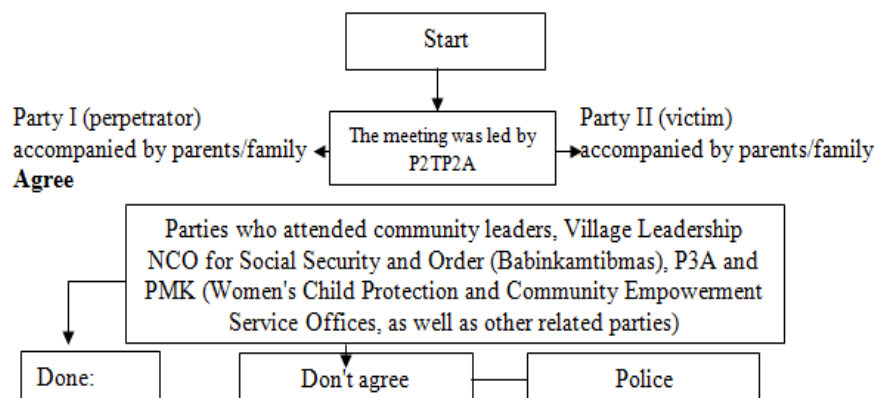 Start
Party I (perpetrator)
accompanied by parents/family
Agree
The meeting was led by
P2TP2A
Party II (victim)
accompanied by parents/family
Parties who attended community leaders, Village Leadership
NCO for Social Security and Order (Babinkamtibmas), P3A and
PMK (Women's Child Protection and Community Empowerment
Service Offices, as well as other related parties)
Done:
Don't agree
Police